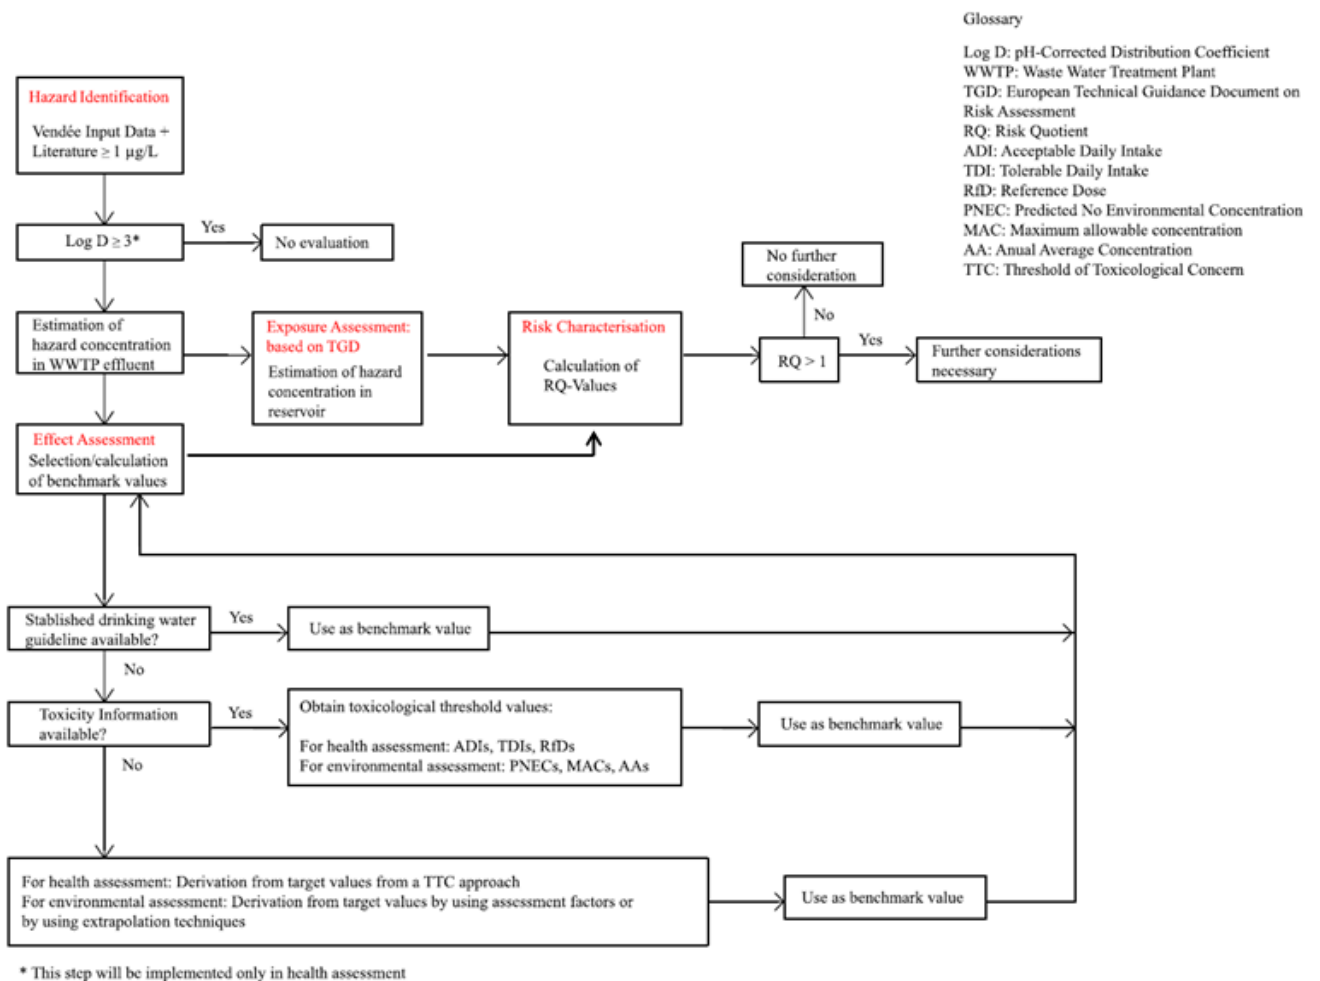 Glossary
Log D: pH-Corrected Distribution Coefficient
WWTP: Waste Water Treatment Plant
TGD: European Technical Guidance Document on
Risk Assessment
RQ: Risk Quotient
ADI: Acceptable Daily Intake
TDI: Tolerable Daily Intake
RfD: Reference Dose
PNEC: Predicted No Environmental Concentration
MAC: Maximum allowable concentration
AA: Anual Average Concentration
TTC: Threshold of Toxicological Concern
Hazard Identification
Vendée Input Data +
Literature ≥ 1 µg/L
Log D ≥ 3*
Yes
No evaluation
Estimation of
hazard concentration
in WWTP effluent
Exposure Assessment:
based on TGD
Estimation of hazard
concentration in
reservoir
Risk Characterisation
Calculation of
RQ-Values
No further
consideration
No
RQ > 1
Yes
Further considerations
necessary
Effect Assessment
Selection/calculation
of benchmark values
Stablished drinking water
guideline available?
Yes
Use as benchmark value
No
Toxicity Information
available?
Yes
Obtain toxicological threshold values:
For health assessment: ADIs, TDIs, RfDs
For environmental assessment: PNECs, MACs, AAs
Use as benchmark value
No
For health assessment: Derivation from target values from a TTC approach
For environmental assessment: Derivation from target values by using assessment factors or
by using extrapolation techniques
Use as benchmark value
* This step will be implemented only in health assessment